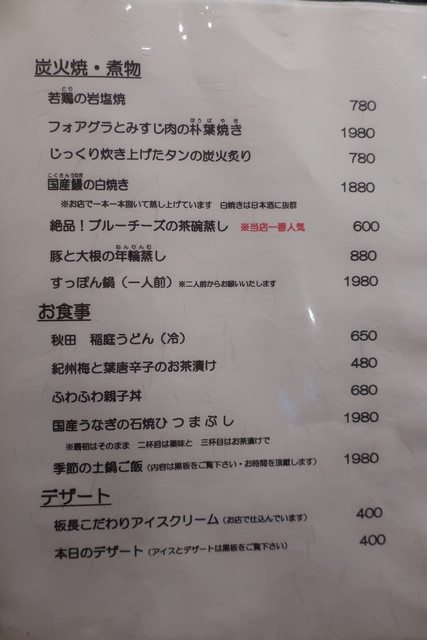 炭火焼・煮物
若鶏の岩塩焼 780
フォアグラとみすじ肉の朴葉焼き 1980
じっくり炊き上げたタンの炭火炙り 780
国産鰻の白焼き 1880
※お店で一本一本捌いて蒸し上げています 白焼きは日本酒に抜群
絶品!ブルーチーズの茶碗蒸し ※当店一番人気 600
豚と大根の年輪蒸し 880
すっぽん鍋(一人前)※二人前からお願いいたします 1980
お食事
秋田 稲庭うどん(冷) 650
紀州梅と葉唐辛子のお茶漬け 480
ふわふわ親子丼 680
国産うなぎの石焼ひつまぶし 1980
※最初はそのまま 二杯目は薬味と 三杯目はお茶漬けで
季節の土鍋ご飯(内容は黒板をご覧下さい・お時間を頂戴します) 1980
デザート
板長こだわりアイスクリーム(お店で仕込んでいます) 400
本日のデザート(アイスとデザートは黒板をご覧下さい) 400